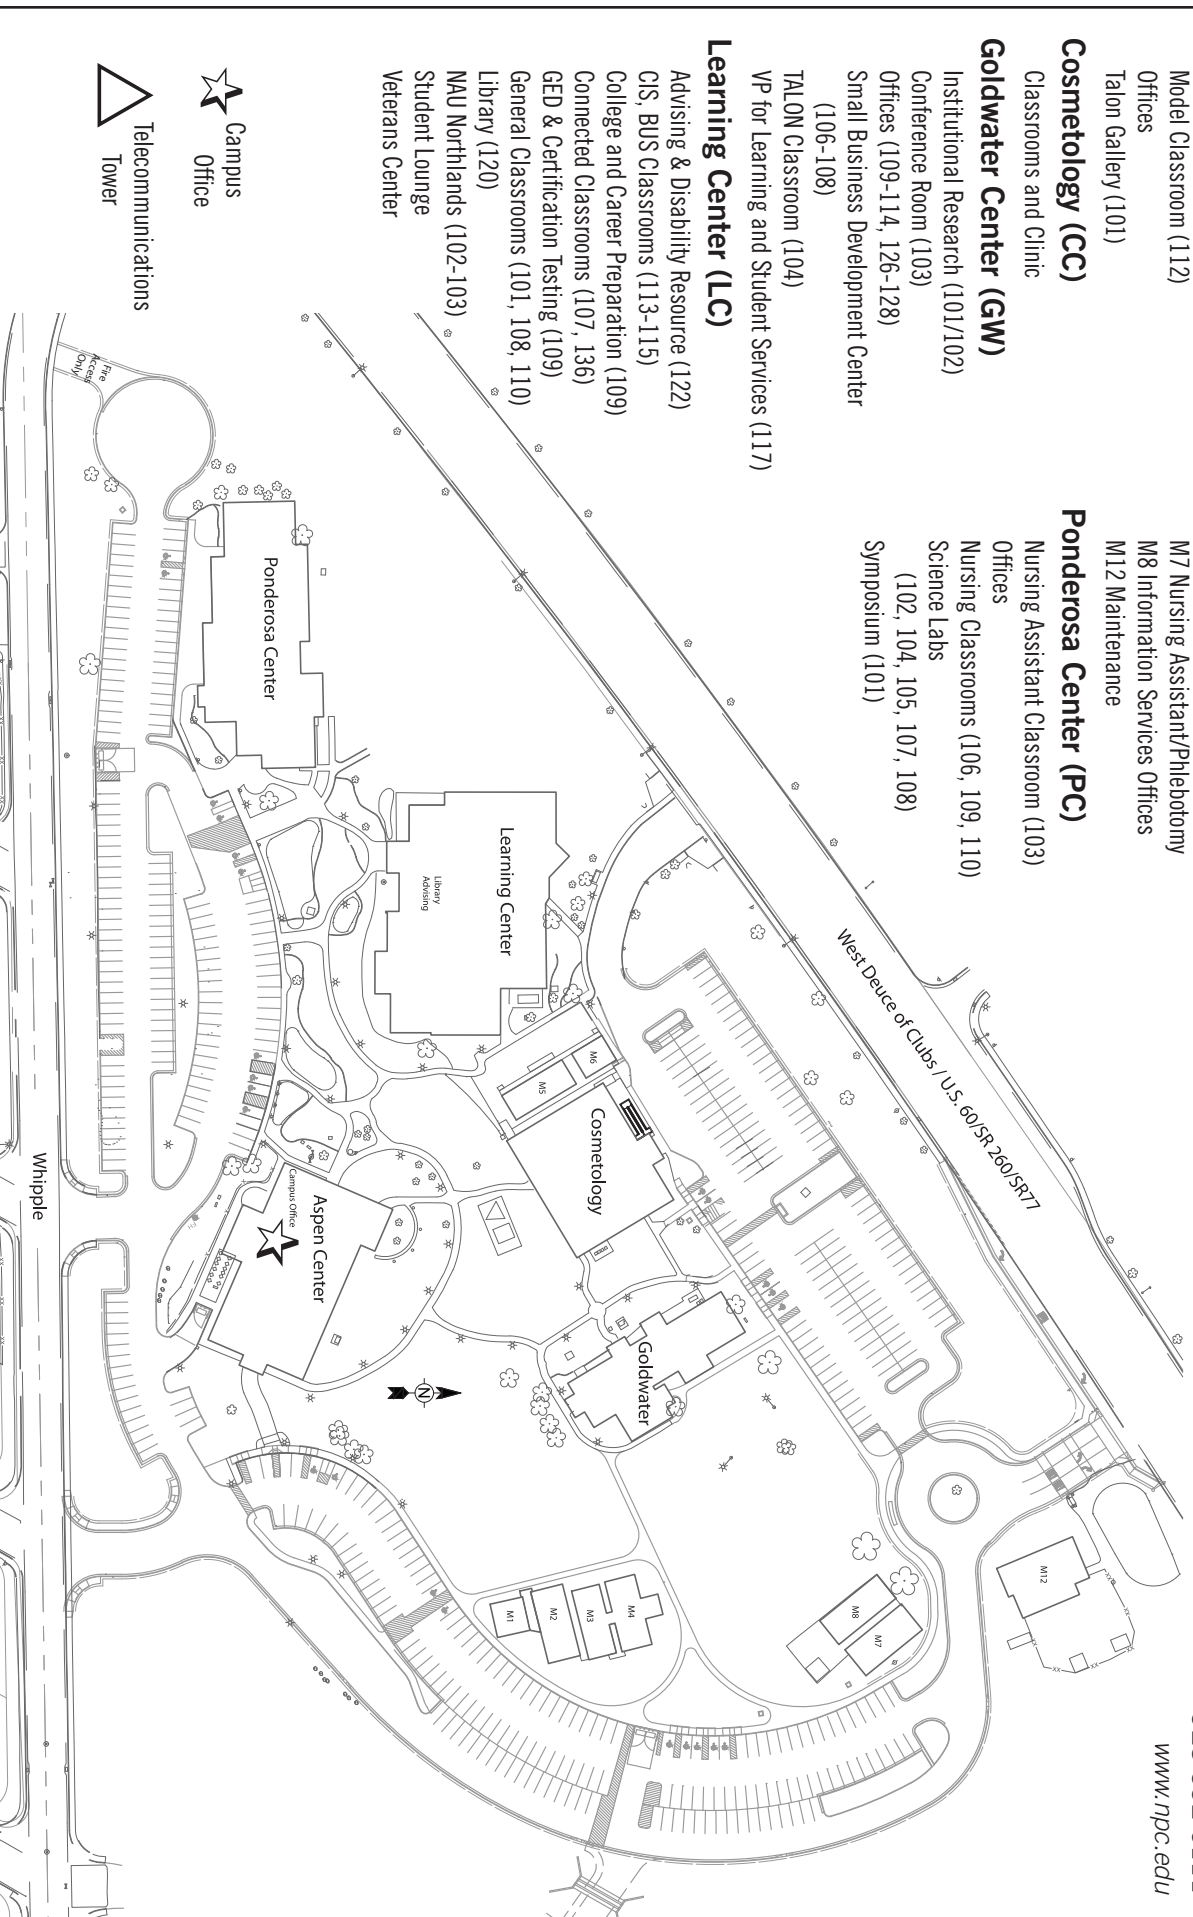 Model Classroom (112)
Offices
Talon Gallery (101)
Cosmetology (CC)
Classrooms and Clinic
Goldwater Center (GW)
Institutional Research (101/102)
Conference Room (103)
Offices (109-114, 126-128)
Small Business Development Center
(106-108)
TALON Classroom (104)
VP for Learning and Student Services (117)
Learning Center (LC)
Advising & Disability Resource (122)
CIS, BUS Classrooms (113-115)
College and Career Preparation (109)
Connected Classrooms (107, 136)
GED & Certification Testing (109)
General Classrooms (101, 108, 110)
Library (120)
NAU Northlands (102-103)
Student Lounge
Veterans Center
Campus
Office
Telecommunications
Tower
M7 Nursing Assistant/Phlebotomy
M8 Information Services Offices
M12 Maintenance
Ponderosa Center (PC)
Nursing Assistant Classroom (103)
Offices
Nursing Classrooms (106, 109, 110)
Science Labs
(102, 104, 105, 107, 108)
Symposium (101)
www.npc.edu
West Deuce of Clubs / U.S. 60/SR 260/SR77
Fire
Access
Only
Ponderosa Center
Learning Center
Library
Advising
M6
M5
Cosmetology
Aspen Center
Campus Office
Goldwater
N
M12
M8
M7
M4
M3
M2
M1
Whipple